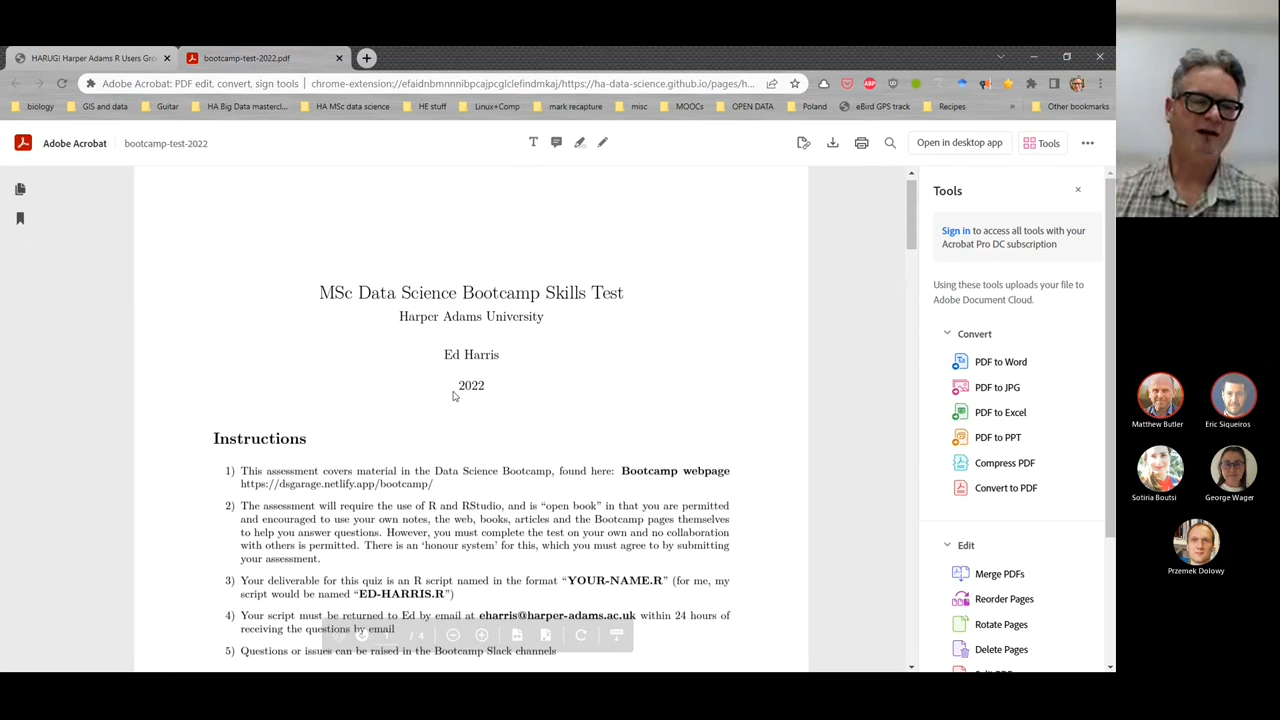 HARUG! Harper Adams R Users Gro
bootcamp-test-2022.pdf
Adobe Acrobat: PDF edit, convert, sign tools | chrome-extension://efaidnbmnnnibpcajpcglclefindmkaj/https://ha-data-science.github.io/pages/h...
biology GIS and data Guitar HA Big Data mastercl... HA MSc data science HE stuff Linux+Comp mark recapture misc MOOCs OPEN DATA Poland eBird GPS track Recipes » Other bookmarks
Adobe Acrobat bootcamp-test-2022 Open in desktop app Tools
MSc Data Science Bootcamp Skills Test
Harper Adams University
Ed Harris
2022
Instructions
1) This assessment covers material in the Data Science Bootcamp, found here: Bootcamp webpage
https://dsgarage.netlify.app/bootcamp/
2) The assessment will require the use of R and RStudio, and is “open book” in that you are permitted
and encouraged to use your own notes, the web, books, articles and the Bootcamp pages themselves
to help you answer questions. However, you must complete the test on your own and no collaboration
with others is permitted. There is an ‘honour system’ for this, which you must agree to by submitting
your assessment.
3) Your deliverable for this quiz is an R script named in the format “YOUR-NAME.R” (for me, my
script would be named “ED-HARRIS.R”)
4) Your script must be returned to Ed by email at eharris@harper-adams.ac.uk within 24 hours of
receiving the questions by email
/ 4
5) Questions or issues can be raised in the Bootcamp Slack channels
Tools
Sign in to access all tools with your
Acrobat Pro DC subscription
Using these tools uploads your file to
Adobe Document Cloud.
Convert
PDF to Word
PDF to JPG
PDF to Excel
PDF to PPT
Compress PDF
Convert to PDF
Edit
Merge PDFs
Reorder Pages
Rotate Pages
Delete Pages
Matthew Butler
Eric Siqueiros
Sotiria Boutsi
George Wager
Przemek Dolowy